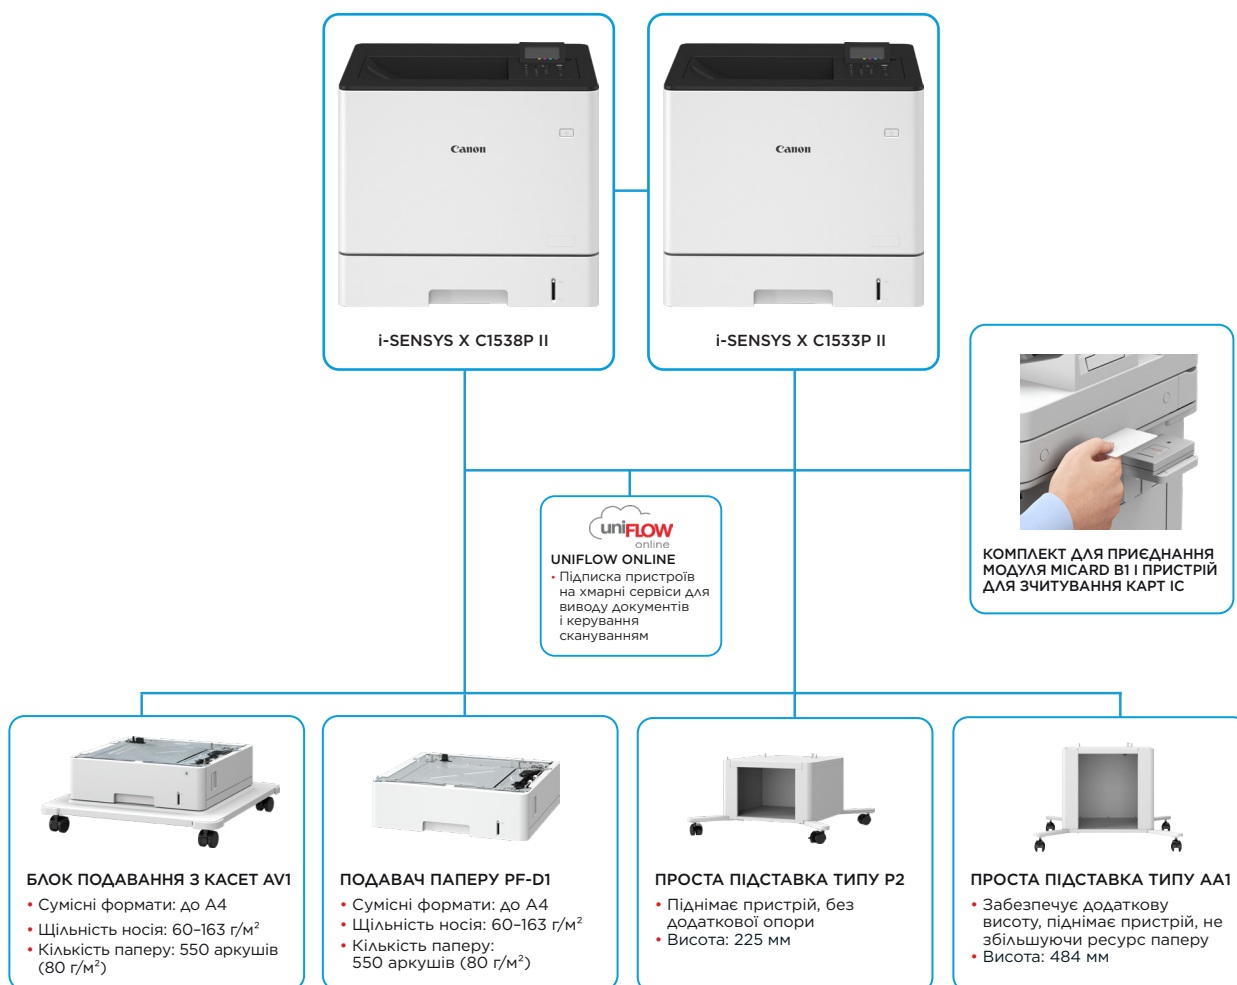 Canon
Canon
i-SENSYS X C1538P II
i-SENSYS X C1533P II
КОМПЛЕКТ ДЛЯ ПРИЄДНАННЯ
МОДУЛЯ MICARD B1 І ПРИСТРІЙ
ДЛЯ ЗЧИТУВАННЯ КАРТ IC
uniFLOW
online
UNIFLOW ONLINE
• Підписка пристроїв
на хмарні сервіси для
виводу документів
і керування
скануванням
БЛОК ПОДАВАННЯ З КАСЕТ AV1
• Сумісні формати: до A4
• Щільність носія: 60–163 г/м²
• Кількість паперу: 550 аркушів
(80 г/м²)
ПОДАВАЧ ПАПЕРУ PF-D1
• Сумісні формати: до A4
• Щільність носія: 60–163 г/м²
• Кількість паперу:
550 аркушів (80 г/м²)
ПРОСТА ПІДСТАВКА ТИПУ P2
• Піднімає пристрій, без
додаткової опори
• Висота: 225 мм
ПРОСТА ПІДСТАВКА ТИПУ AA1
• Забезпечує додаткову
висоту, піднімає пристрій, не
збільшуючи ресурс паперу
• Висота: 484 мм